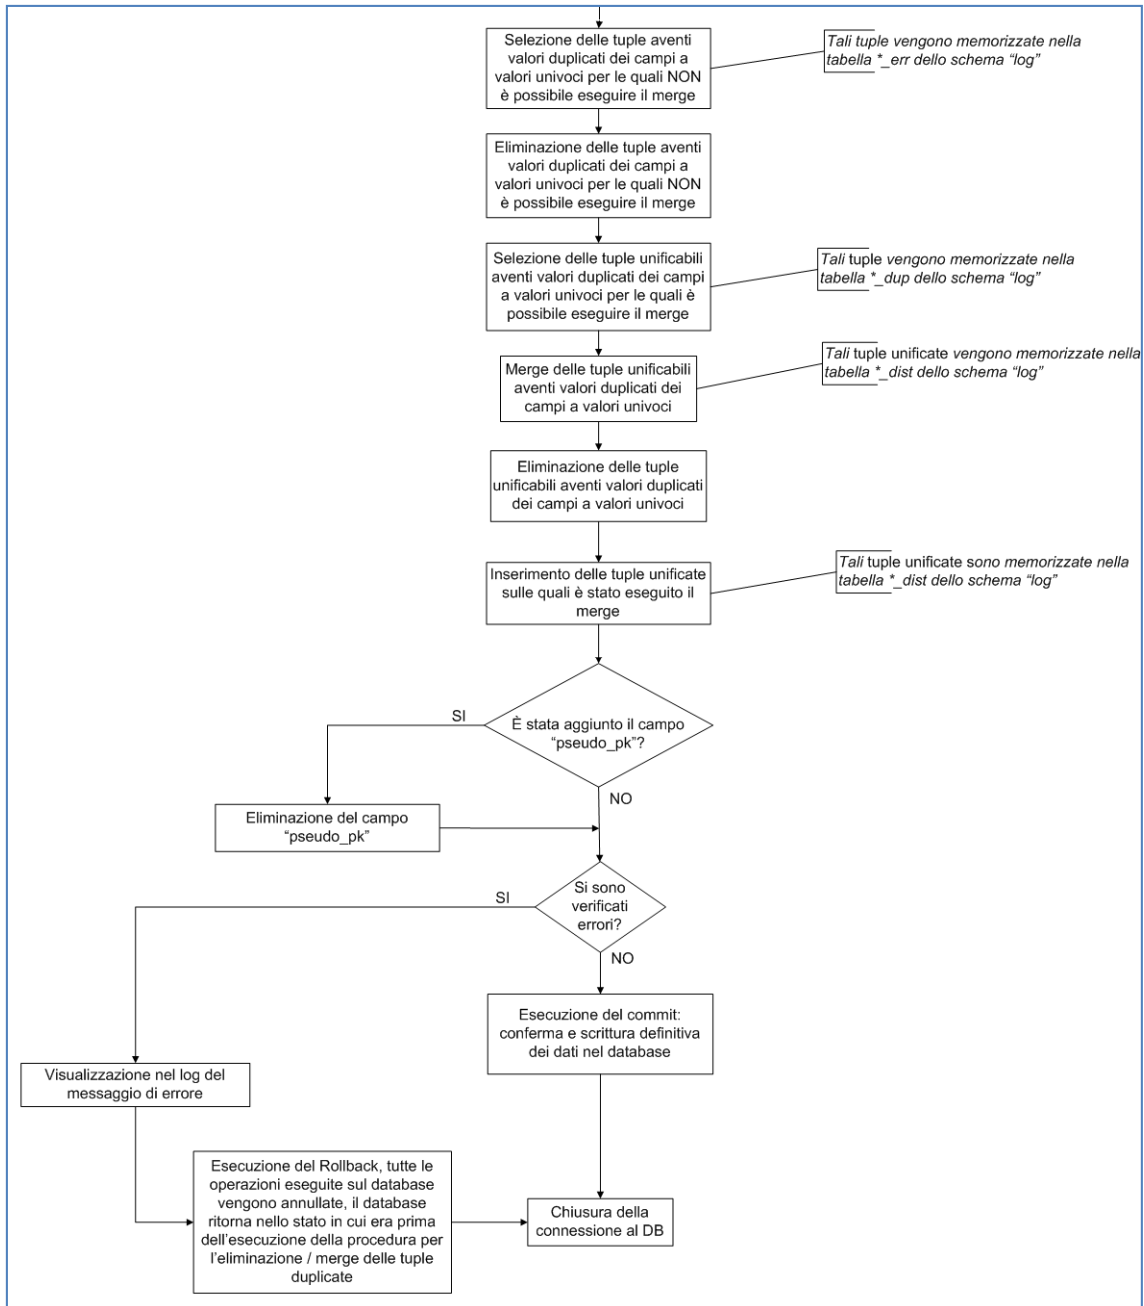 Selezione delle tuple aventi
valori duplicati dei campi a
valori univoci per le quali NON
è possibile eseguire il merge
Tali tuple vengono memorizzate nella
tabella *_err dello schema “log”
Eliminazione delle tuple aventi
valori duplicati dei campi a
valori univoci per le quali NON
è possibile eseguire il merge
Selezione delle tuple unificabili
aventi valori duplicati dei campi
a valori univoci per le quali è
possibile eseguire il merge
Tali tuple vengono memorizzate nella
tabella *_dup dello schema “log”
Merge delle tuple unificabili
aventi valori duplicati dei
campi a valori univoci
Tali tuple unificate vengono memorizzate nella
tabella *_dist dello schema “log”
Eliminazione delle tuple
unificabili aventi valori duplicati
dei campi a valori univoci
Inserimento delle tuple unificate
sulle quali è stato eseguito il
merge
Tali tuple unificate sono memorizzate nella
tabella *_dist dello schema “log”
SI
È stata aggiunto il campo
“pseudo_pk”?
NO
Eliminazione del campo
“pseudo_pk”
SI
Si sono
verificati
errori?
NO
Esecuzione del commit:
conferma e scrittura definitiva
dei dati nel database
Visualizzazione nel log del
messaggio di errore
Esecuzione del Rollback, tutte le
operazioni eseguite sul database
vengono annullate, il database
ritorna nello stato in cui era prima
dell’esecuzione della procedura per
l’eliminazione / merge delle tuple
duplicate
Chiusura della
connessione al DB